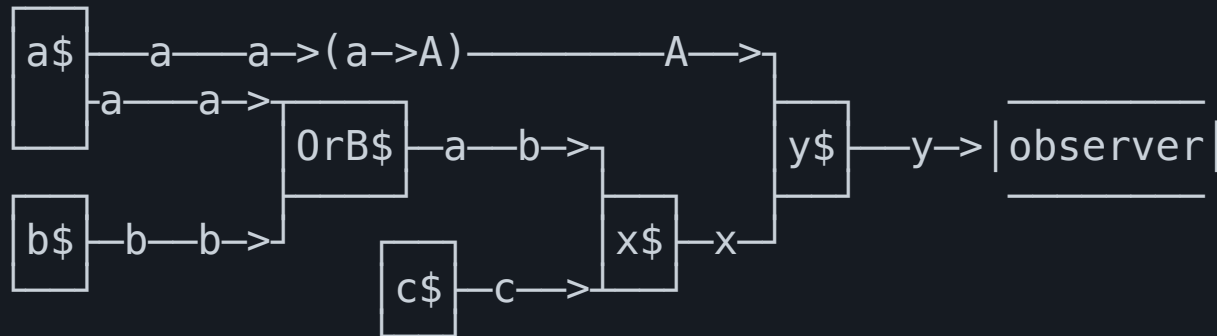 a$ a a>(a->A) A >
a a>
OrB$ a b > y$ y>|observer|
b$ b b > x$ x
c$ c >